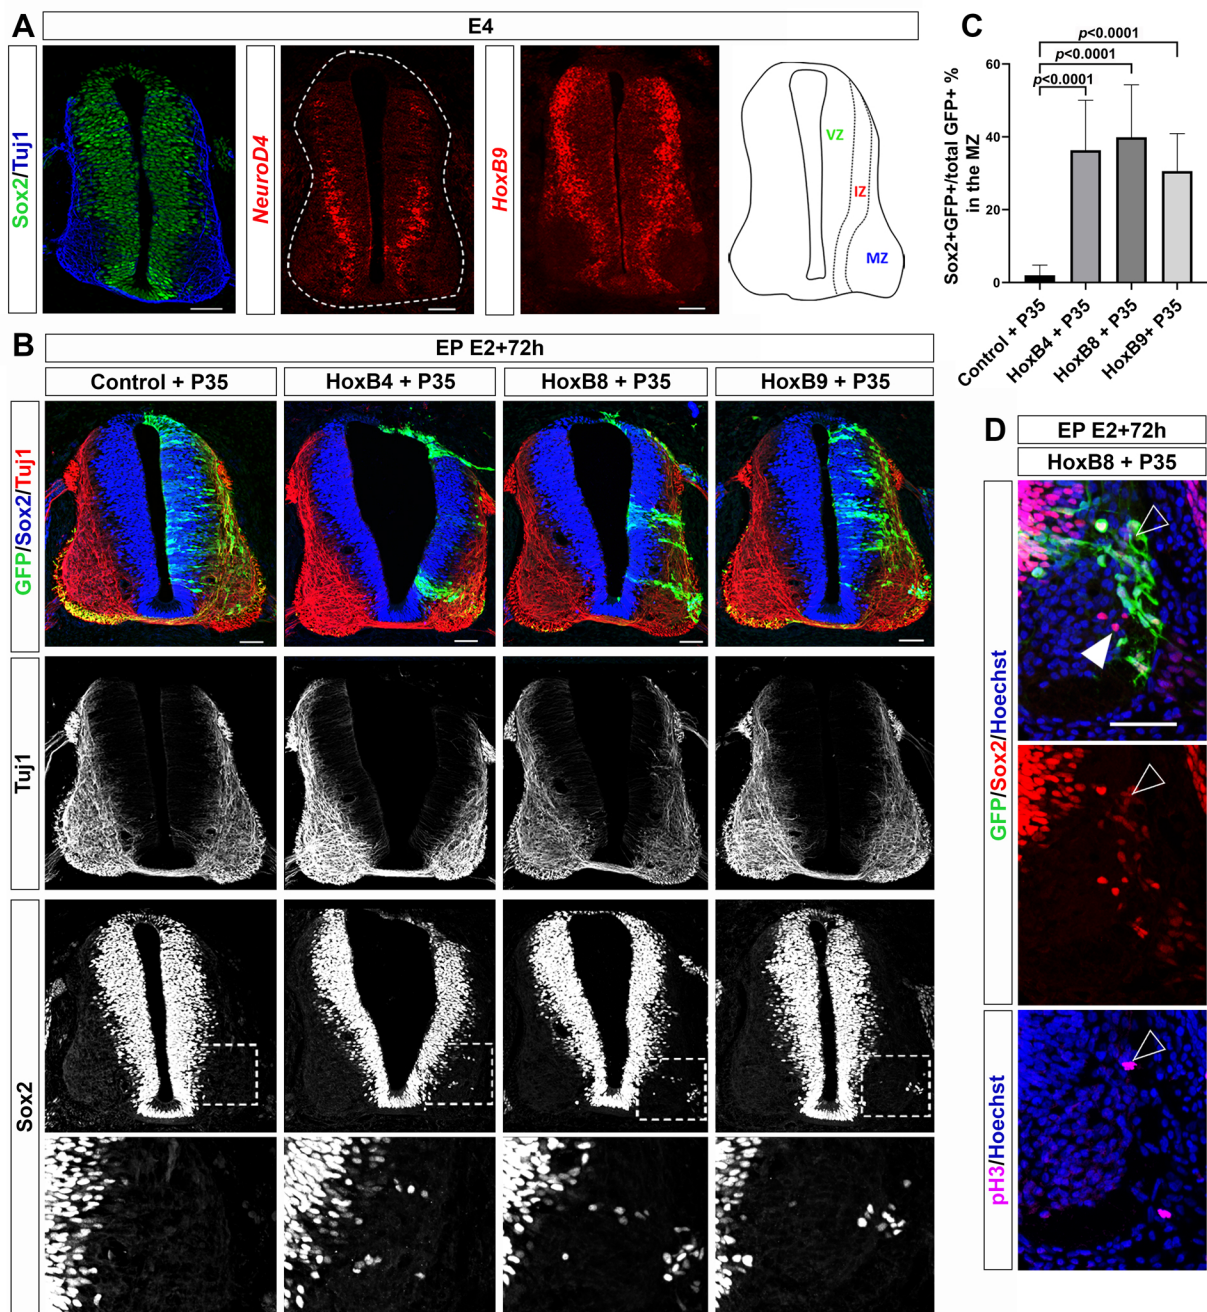 A
E4
Sox2/Tuj1
NeuroD4
HoxB9
VZ
IZ
MZ
C
p<0.0001
p<0.0001
p<0.0001
Sox2+GFP+/total GFP+ %
in the MZ
60
40
20
0
Control + P35
HoxB4 + P35
HoxB8 + P35
HoxB9+ P35
B
EP E2+72h
Control + P35
HoxB4 + P35
HoxB8 + P35
HoxB9 + P35
GFP/Sox2/Tuj1
Tuj1
Sox2
D
EP E2+72h
HoxB8 + P35
GFP/Sox2/Hoechst
pH3/Hoechst